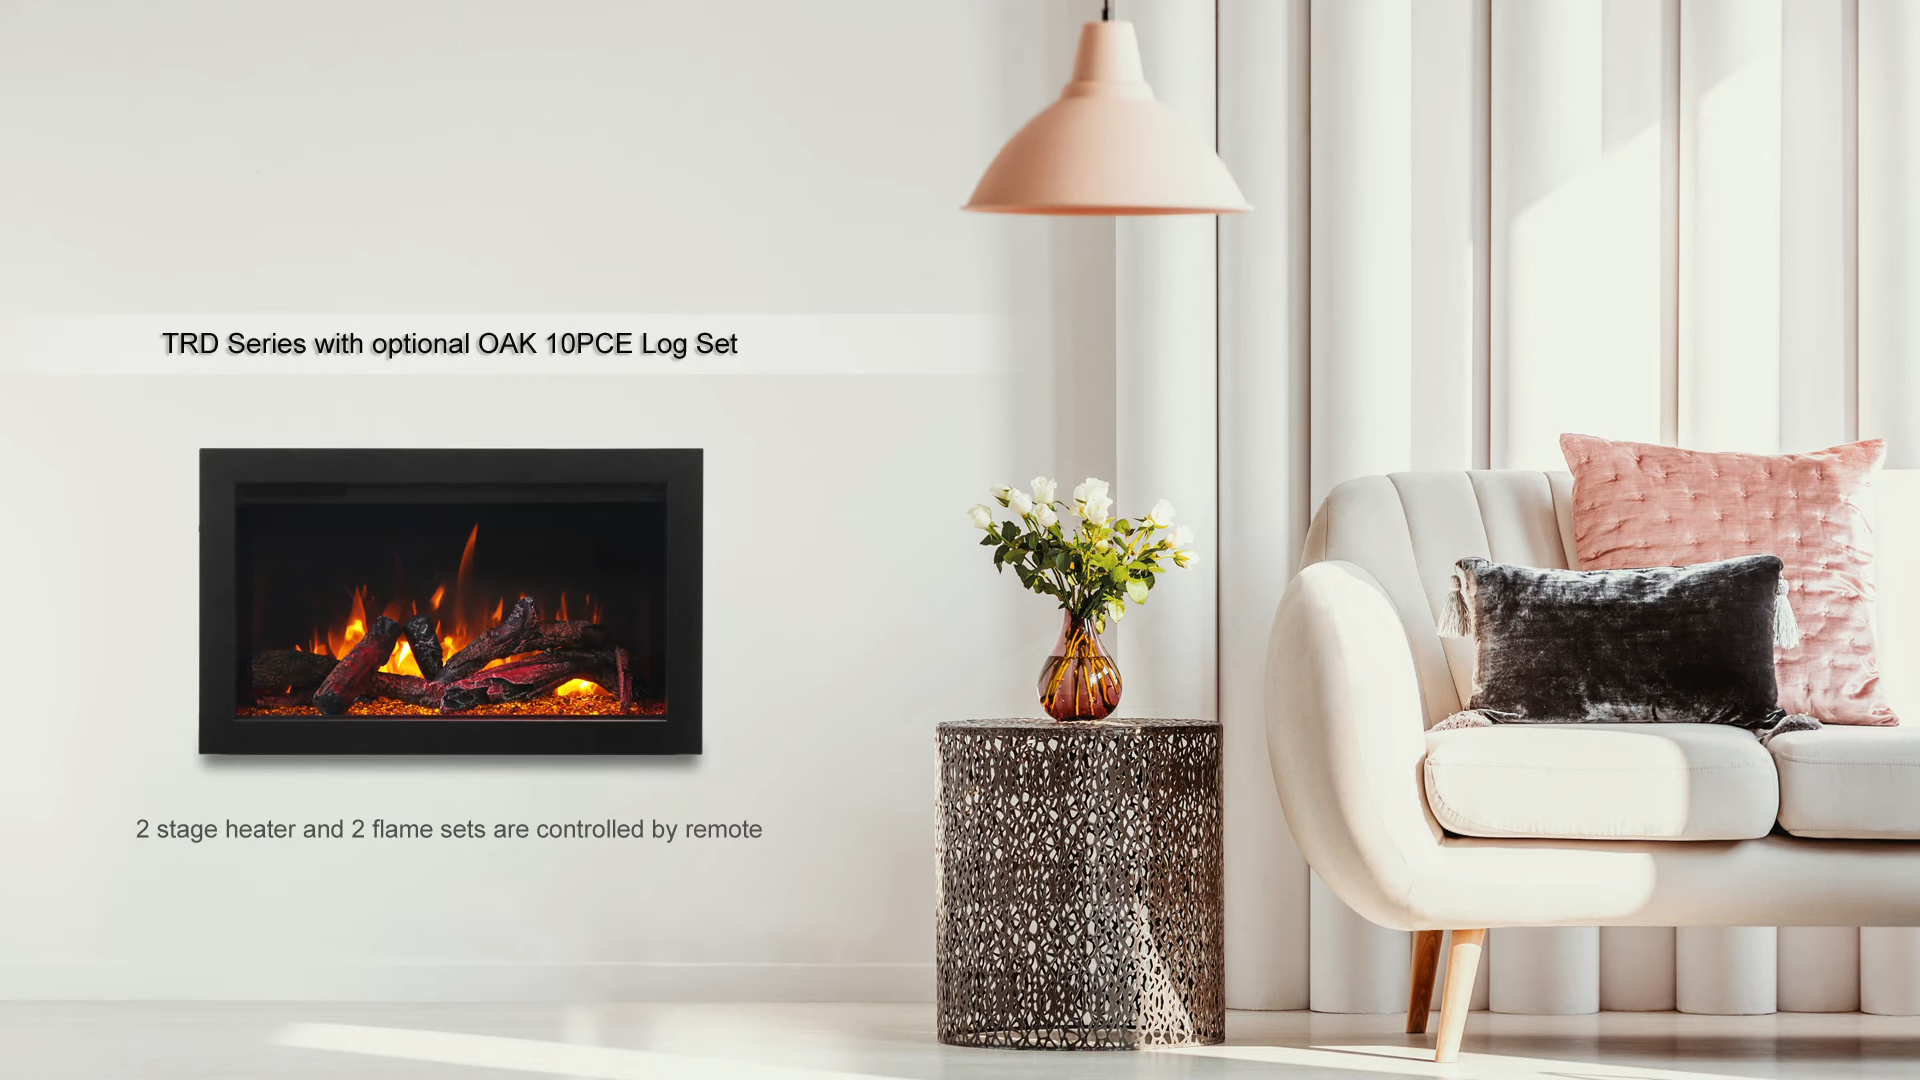 TRD Series with optional OAK 10PCE Log Set
2 stage heater and 2 flame sets are controlled by remote